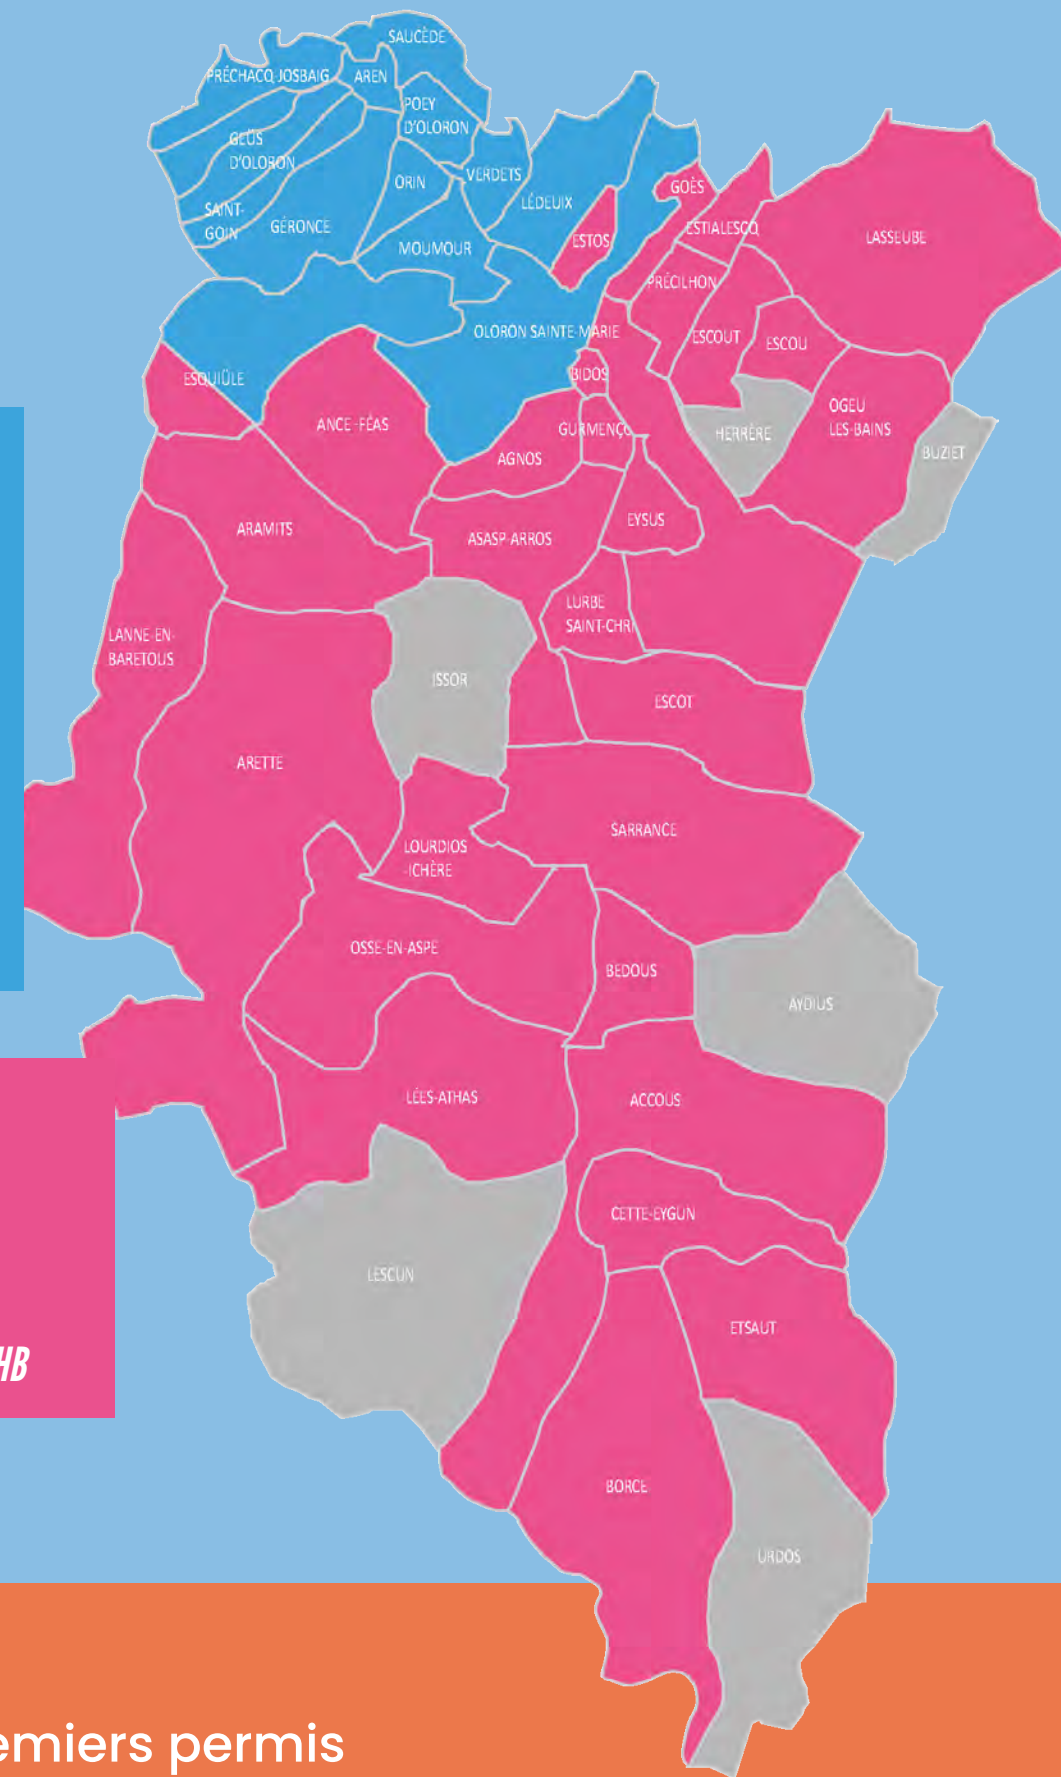 SAUCÈDE
PRÉCHACQ JOSBAIG
AREN
POEY
D'OLORON
GEÜS
D'OLORON
VERDETS
ORIN
GOÈS
LÉDEUIX
SAINT-
GOIN
GÉRONCE
ESTIALESCQ
LASSEUBE
ESTOS
MOUMOUR
PRÉCILHON
OLORON SAINTE-MARIE
ESCOUT
ESCOU
BIDOS
ESQUIÜLE
OGEU
LES-BAINS
ANCE -FÉAS
GURMENÇO
HERRÈRE
BUZIET
AGNOS
EYSUS
ARAMITS
ASASP-ARROS
LURBE
SAINT-CHRI
LANNE-EN-
BARETOUS
ISSOR
ESCOT
ARETTE
SARRANCE
LOURDIOS
-ICHÈRE
OSSE-EN-ASPE
BEDOUS
AYDIUS
LÉES-ATHAS
ACCOUS
CETTE-EYGUN
LESCUN
ETSAUT
HB
BORCE
URDOS
emiers permis